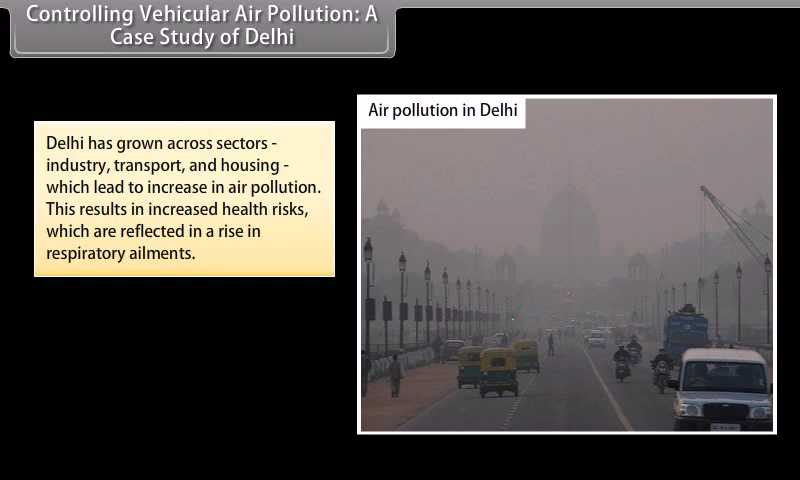 Controlling Vehicular Air Pollution: A
Case Study of Delhi
Air pollution in Delhi
Delhi has grown across sectors -
industry, transport, and housing -
which lead to increase in air pollution.
This results in increased health risks,
which are reflected in a rise in
respiratory ailments.